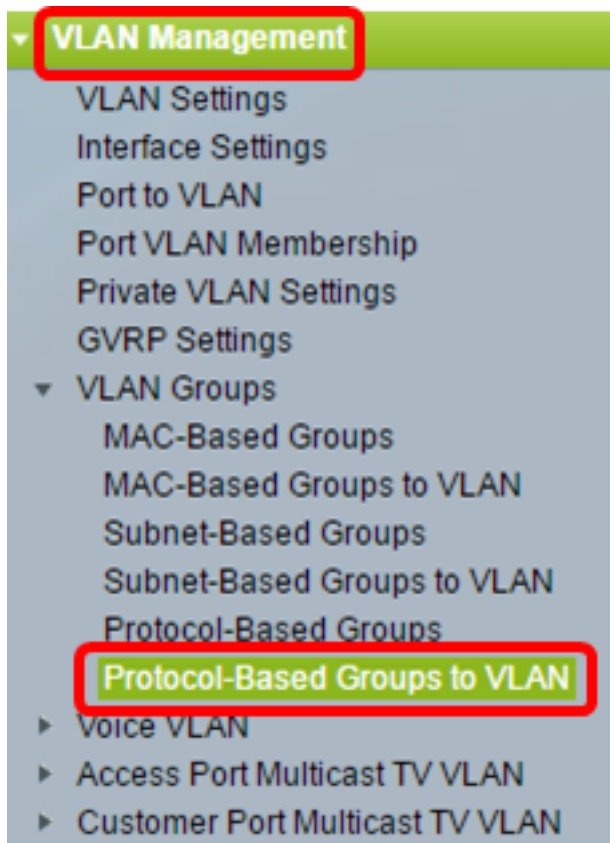 VLAN Management
VLAN Settings
Interface Settings
Port to VLAN
Port VLAN Membership
Private VLAN Settings
GVRP Settings
VLAN Groups
MAC-Based Groups
MAC-Based Groups to VLAN
Subnet-Based Groups
Subnet-Based Groups to VLAN
Protocol-Based Groups
Protocol-Based Groups to VLAN
Voice VLAN
Access Port Multicast TV VLAN
Customer Port Multicast TV VLAN